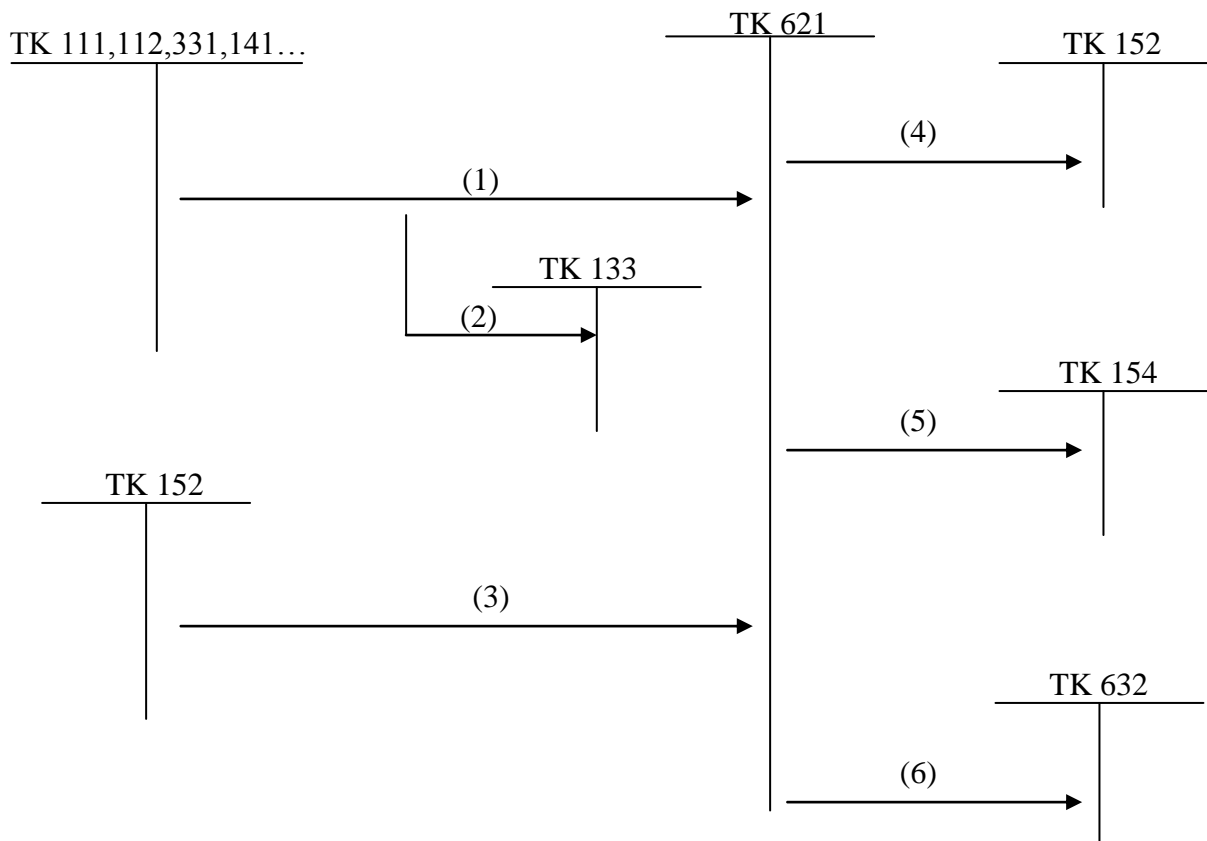 TK 111,112,331,141…
TK 621
TK 152
(4)
(1)
TK 133
(2)
TK 154
(5)
TK 152
(3)
TK 632
(6)